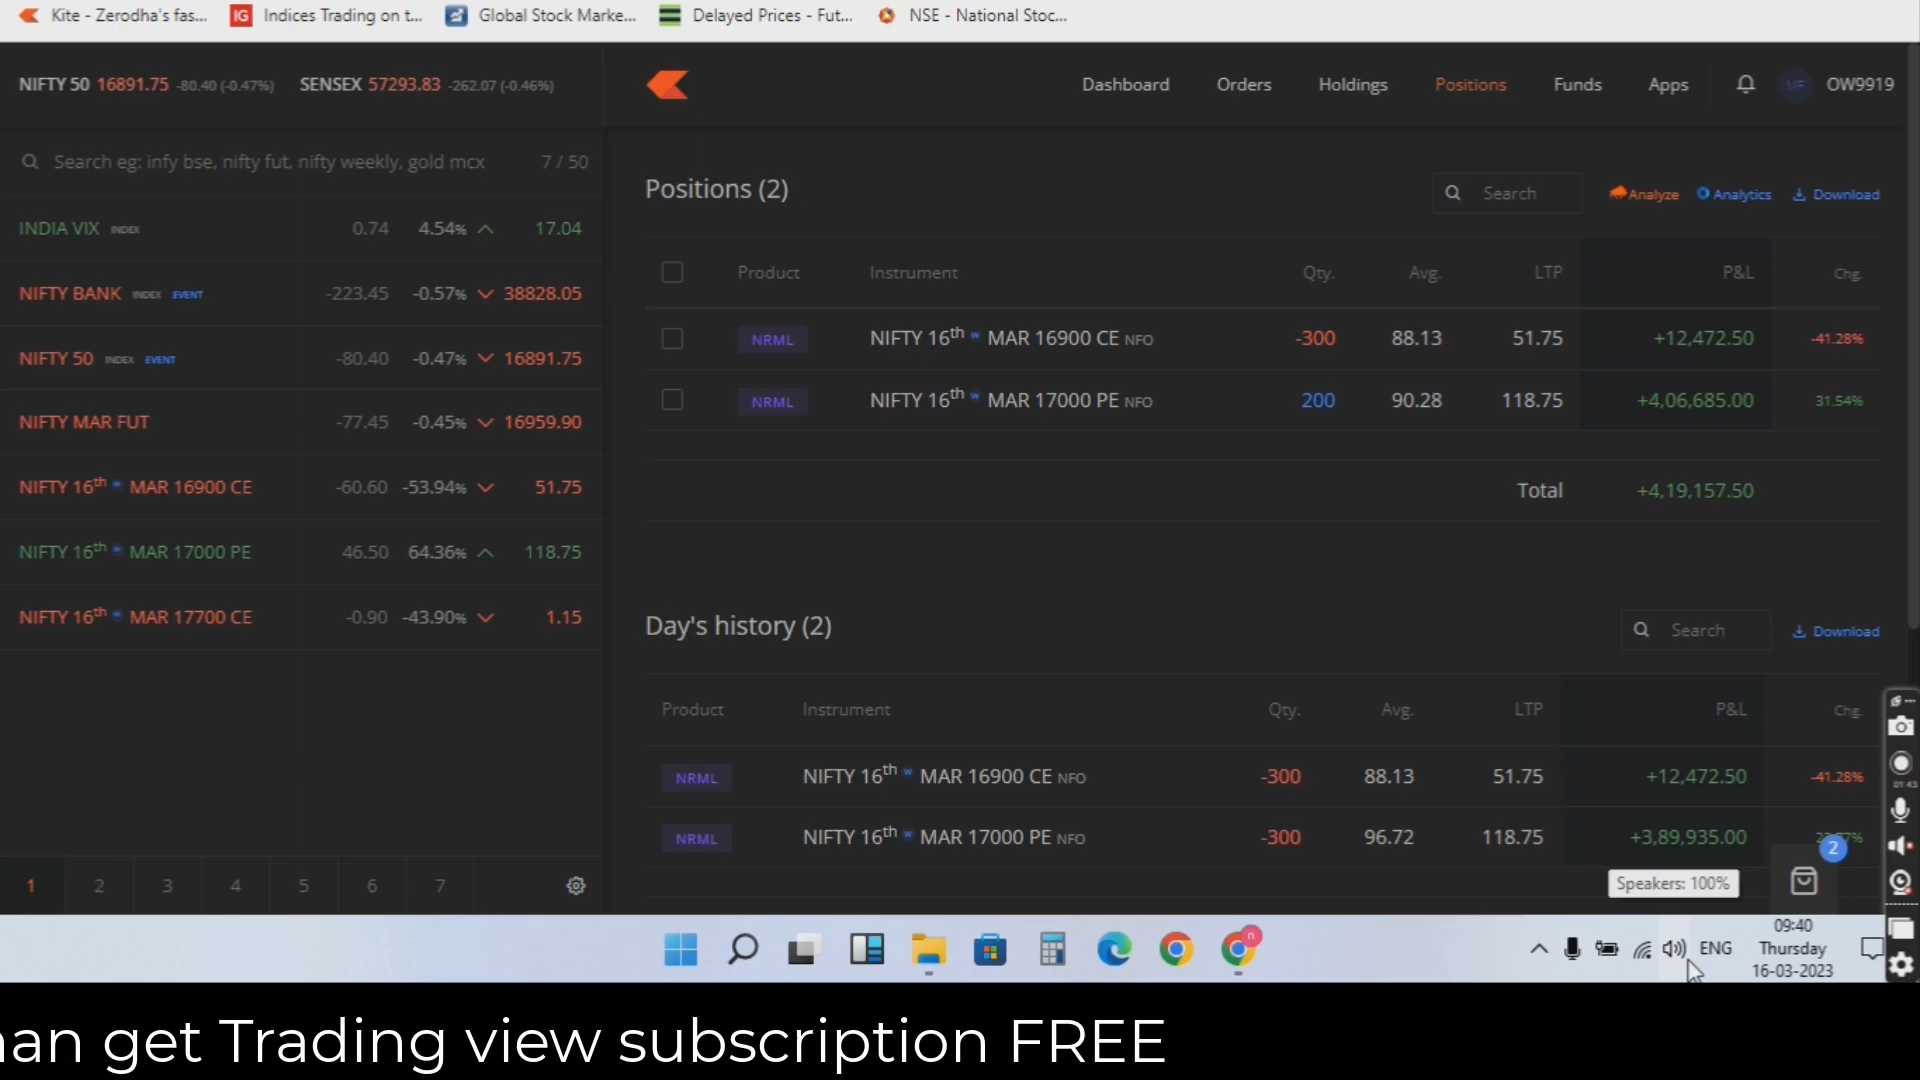 Kite - Zerodha's fas...
IG Indices Trading on t...
Global Stock Marke...
Delayed Prices - Fut...
NSE - National Stoc...
NIFTY 50 16891.75 -80.40 (-0.47%) SENSEX 57293.83 -262.07 (-0.46%)
Dashboard Orders Holdings Positions Funds Apps MF OW9919
Search eg: infy bse, nifty fut, nifty weekly, gold mcx 7 / 50
INDIA VIX INDEX 0.74 4.54% 17.04
NIFTY BANK INDEX EVENT -223.45 -0.57% 38828.05
NIFTY 50 INDEX EVENT -80.40 -0.47% 16891.75
NIFTY MAR FUT -77.45 -0.45% 16959.90
NIFTY 16th w MAR 16900 CE -60.60 -53.94% 51.75
NIFTY 16th w MAR 17000 PE 46.50 64.36% 118.75
NIFTY 16th w MAR 17700 CE -0.90 -43.90% 1.15
1 2 3 4 5 6 7
Positions (2) Search Analyze Analytics Download
Product Instrument Qty. Avg. LTP P&L Chg.
NRML NIFTY 16th w MAR 16900 CE NFO -300 88.13 51.75 +12,472.50 -41.28%
NRML NIFTY 16th w MAR 17000 PE NFO 200 90.28 118.75 +4,06,685.00 31.54%
Total +4,19,157.50
Day's history (2) Search Download
Product Instrument Qty. Avg. LTP P&L Chg.
NRML NIFTY 16th w MAR 16900 CE NFO -300 88.13 51.75 +12,472.50 -41.28%
NRML NIFTY 16th w MAR 17000 PE NFO -300 96.72 118.75 +3,89,935.00
2
Speakers: 100%
01:43
n
ENG
09:40
Thursday
16-03-2023
get Trading view subscription FREE